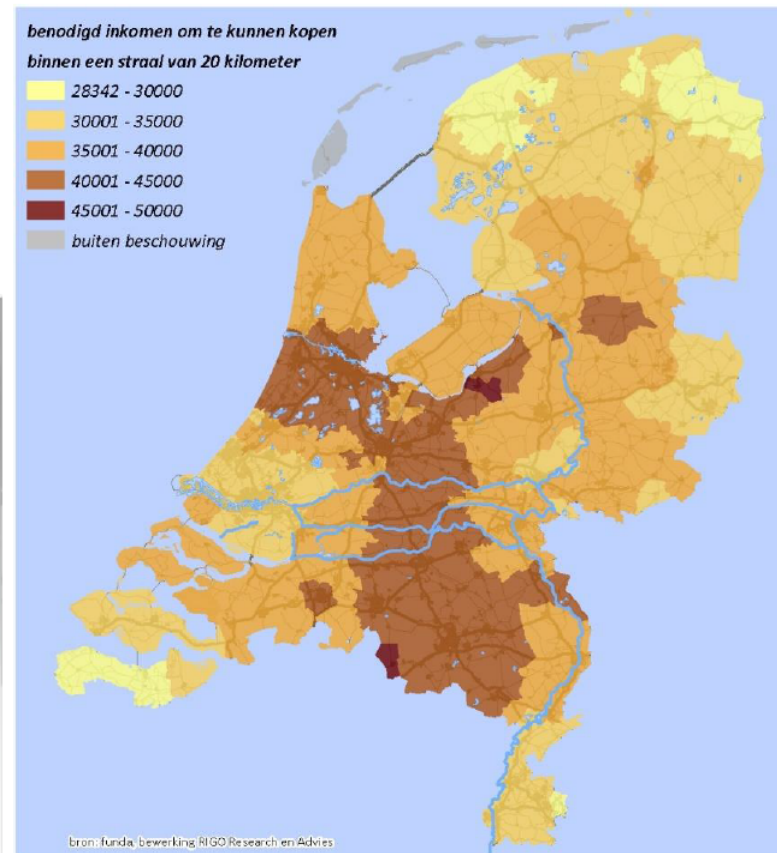 benodigd inkomen om te kunnen kopen
binnen een straal van 20 kilometer
28342 - 30000
30001 - 35000
35001 - 40000
40001 - 45000
45001 - 50000
buiten beschouwing
bron: funda, bewerking RIGO Research en Advies